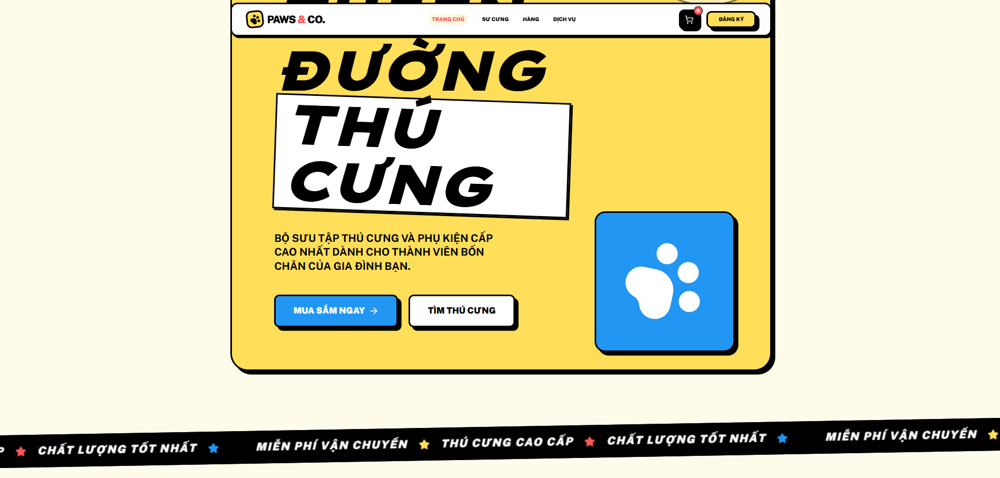 PAWS & CO.
TRANG CHỦ
SƯ CƯNG
HÀNG
DỊCH VỤ
0
ĐĂNG KÝ
ĐƯỜNG
THÚ
CƯNG
BỘ SƯU TẬP THÚ CƯNG VÀ PHỤ KIỆN CẤP
CAO NHẤT DÀNH CHO THÀNH VIÊN BỐN
CHÂN CỦA GIA ĐÌNH BẠN.
MUA SẮM NGAY
TÌM THÚ CƯNG
CHẤT LƯỢNG TỐT NHẤT MIỄN PHÍ VẬN CHUYỂN THÚ CƯNG CAO CẤP CHẤT LƯỢNG TỐT NHẤT MIỄN PHÍ VẬN CHUYỂN